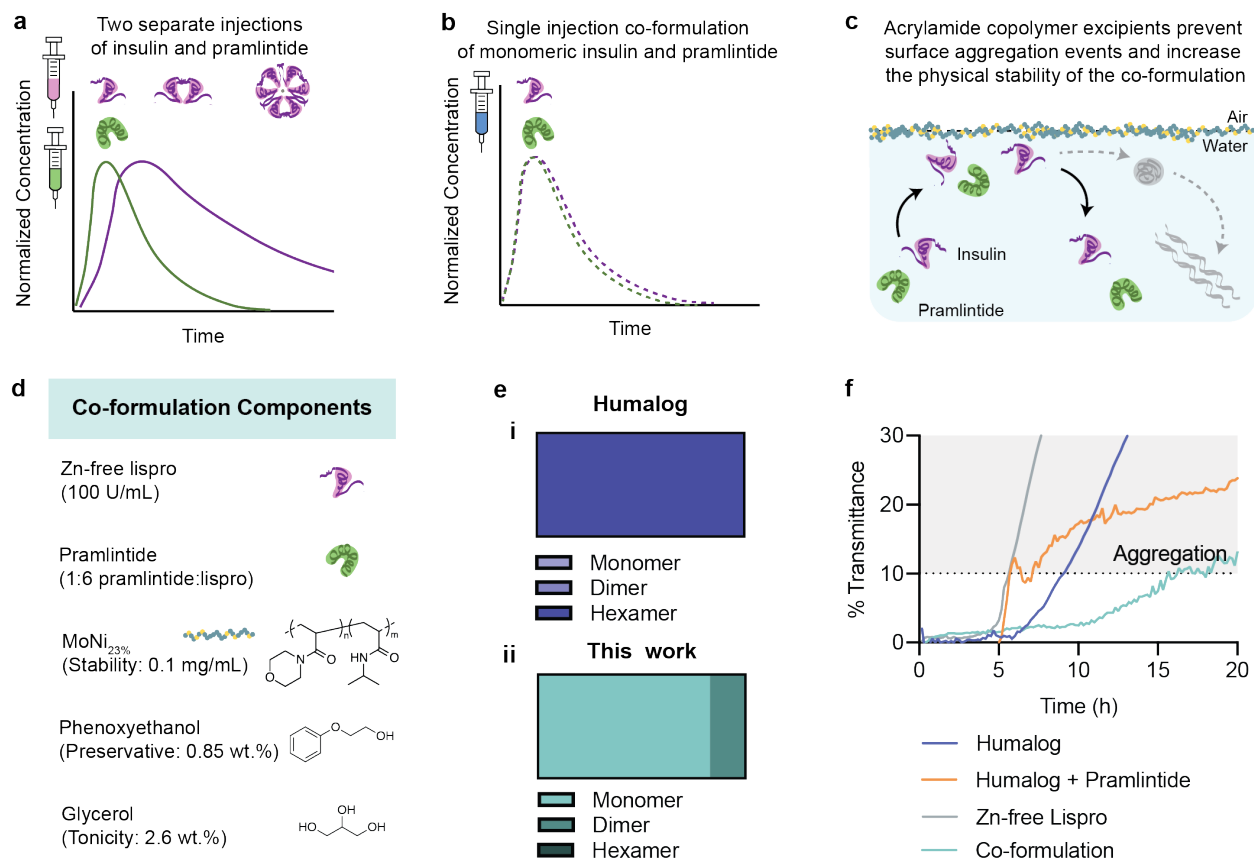 a
Two separate injections
of insulin and pramlintide
Normalized Concentration
Time
b
Single injection co-formulation
of monomeric insulin and pramlintide
Normalized Concentration
Time
c
Acrylamide copolymer excipients prevent
surface aggregation events and increase
the physical stability of the co-formulation
Air
Water
Insulin
Pramlintide
d
Co-formulation Components
Zn-free lispro
(100 U/mL)
Pramlintide
(1:6 pramlintide:lispro)
MoNi23%
(Stability: 0.1 mg/mL)
n
m
N
O
O
HN
O
Phenoxyethanol
(Preservative: 0.85 wt.%)
O
OH
Glycerol
(Tonicity: 2.6 wt.%)
OH
HO
OH
e
Humalog
i
Monomer
Dimer
Hexamer
ii
This work
Monomer
Dimer
Hexamer
f
% Transmittance
30
20
10
0
Aggregation
0
5
10
15
20
Time (h)
Humalog
Humalog + Pramlintide
Zn-free Lispro
Co-formulation